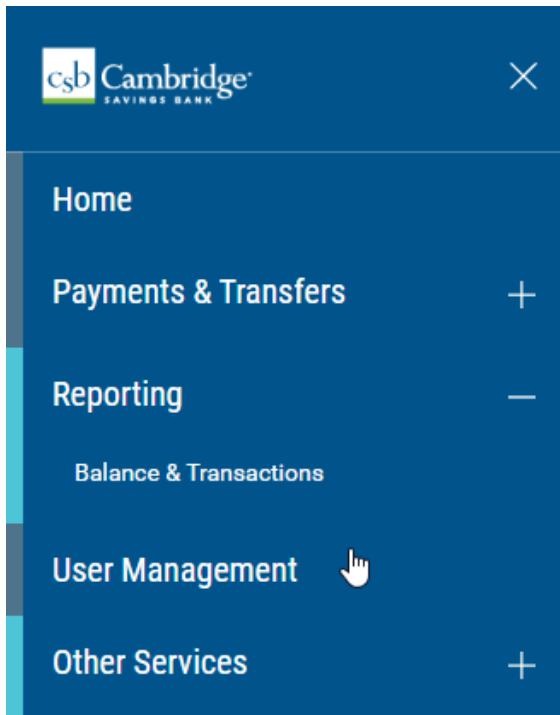 csb Cambridge
SAVINGS BANK
Home
Payments & Transfers
Reporting
Balance & Transactions
User Management
Other Services